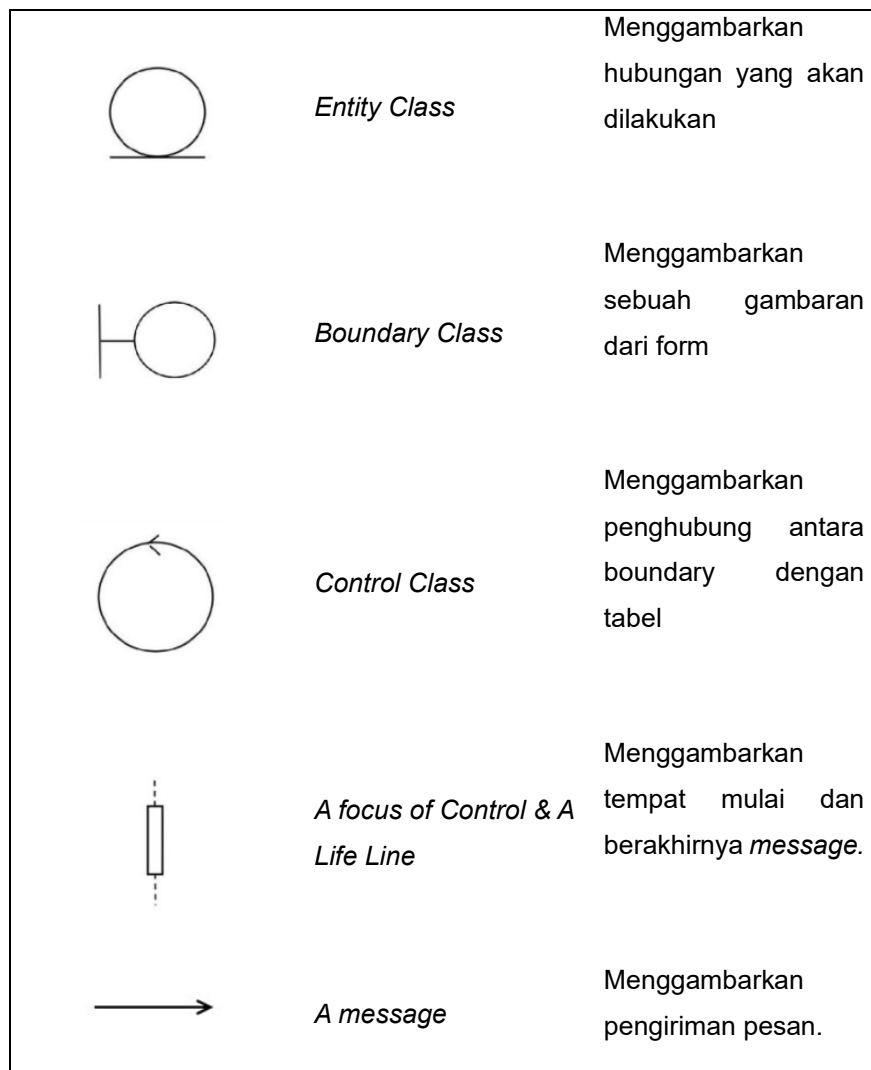 Menggambarkan
hubungan yang akan
Entity Class
dilakukan
Menggambarkan
sebuah gambaran
Boundary Class
dari form
Menggambarkan
penghubung antara
Control Class
boundary dengan
tabel
Menggambarkan
A focus of Control & A
tempat mulai dan
Life Line
berakhirnya message.
Menggambarkan
A message
pengiriman pesan.